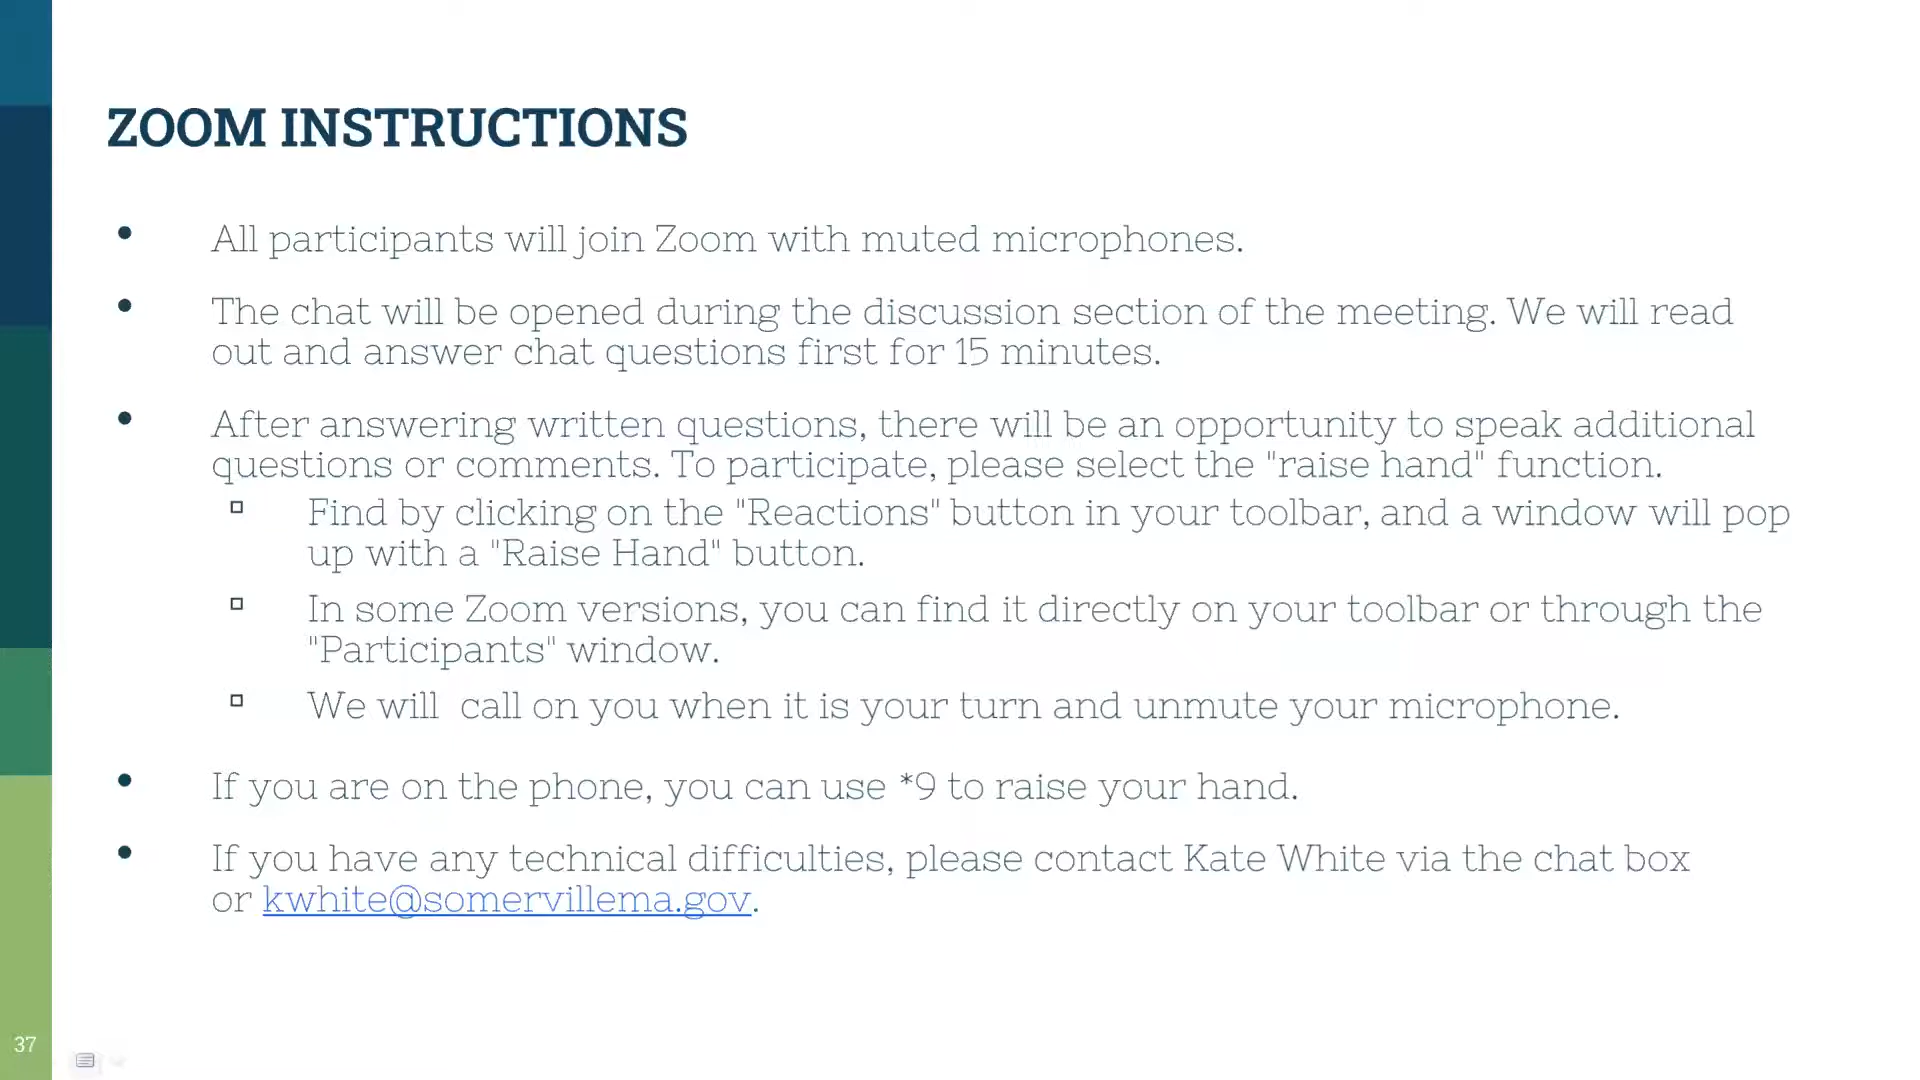 ZOOM INSTRUCTIONS
• All participants will join Zoom with muted microphones.
• The chat will be opened during the discussion section of the meeting. We will read
out and answer chat questions first for 15 minutes.
• After answering written questions, there will be an opportunity to speak additional
questions or comments. To participate, please select the "raise hand" function.
▫ Find by clicking on the "Reactions" button in your toolbar, and a window will pop
up with a "Raise Hand" button.
▫ In some Zoom versions, you can find it directly on your toolbar or through the
"Participants" window.
▫ We will  call on you when it is your turn and unmute your microphone.
• If you are on the phone, you can use *9 to raise your hand.
• If you have any technical difficulties, please contact Kate White via the chat box
or kwhite@somervillema.gov.
37